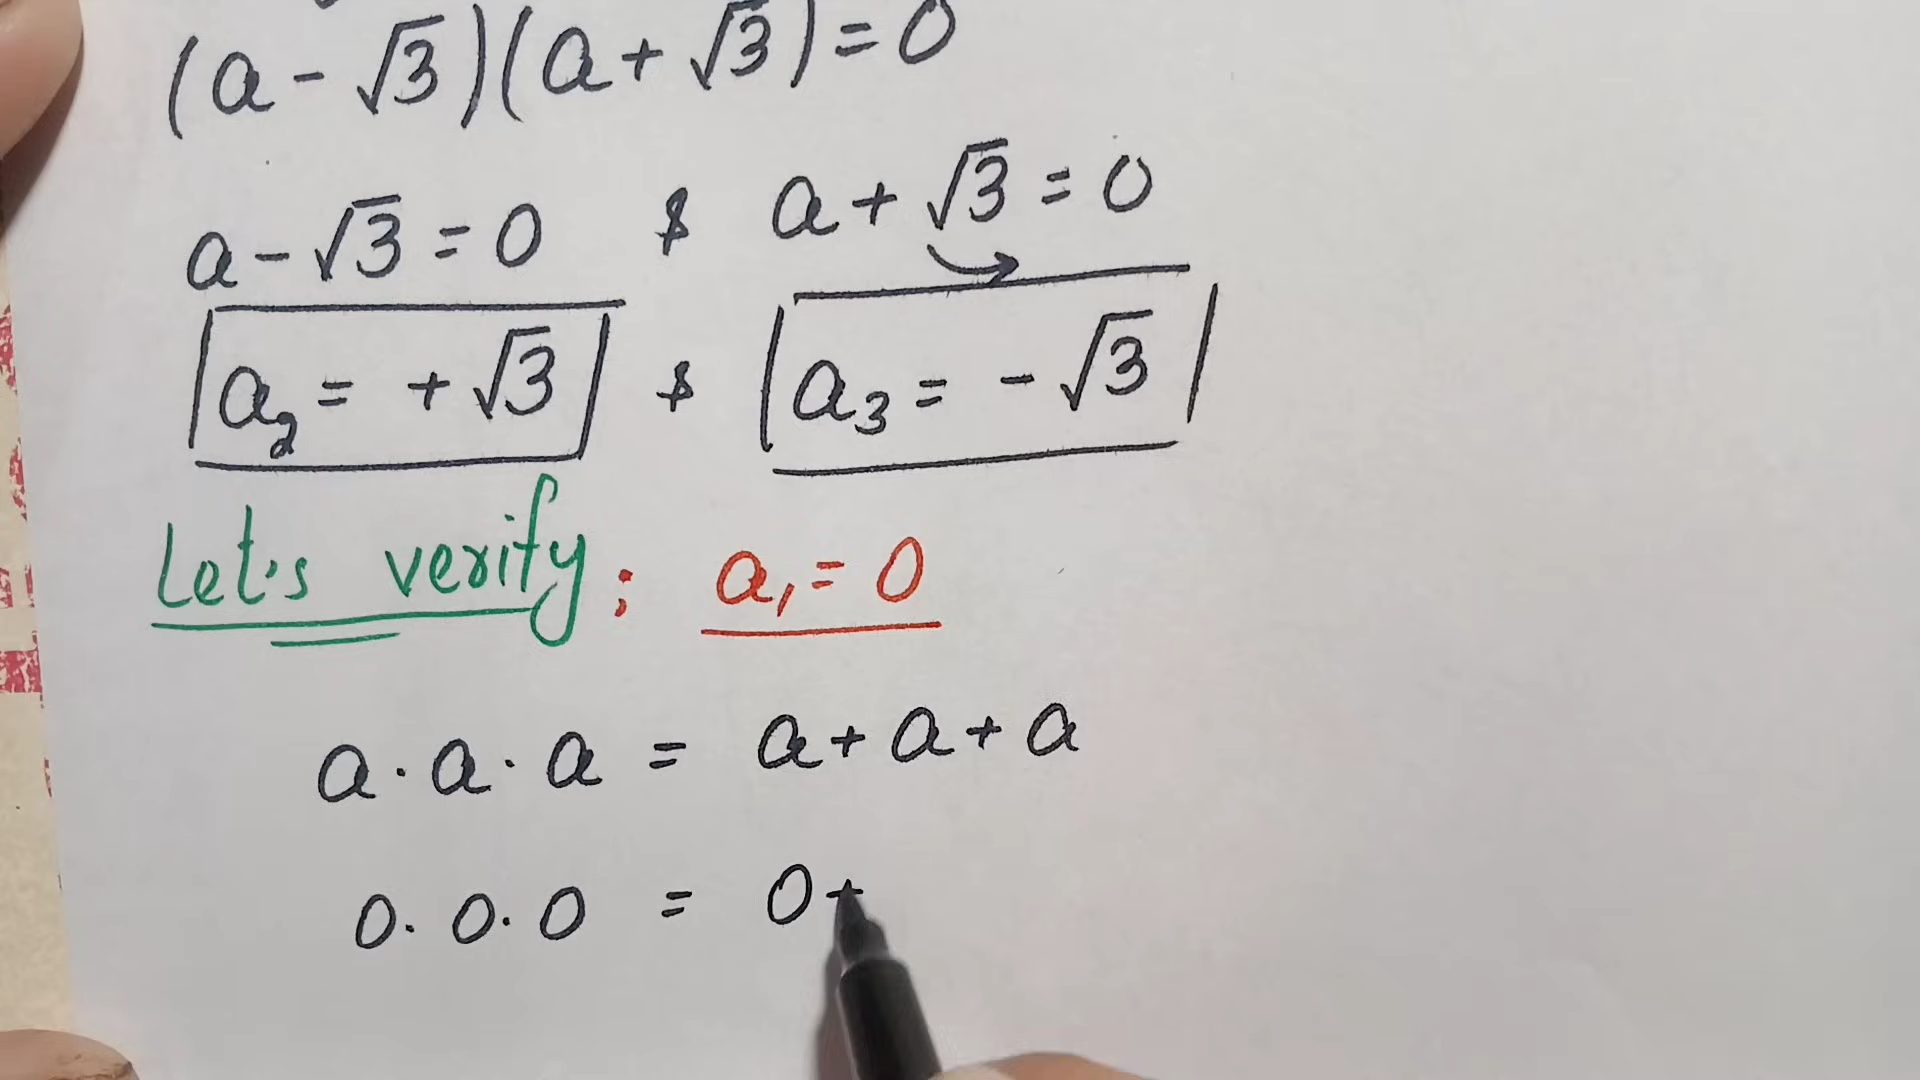 (a - √3)(a + √3) = 0
a - √3 = 0 & a + √3 = 0
a₂ = + √3 & a₃ = - √3
Let's verify; a₁ = 0
a · a · a = a + a + a
0 · 0 · 0 = 0 +